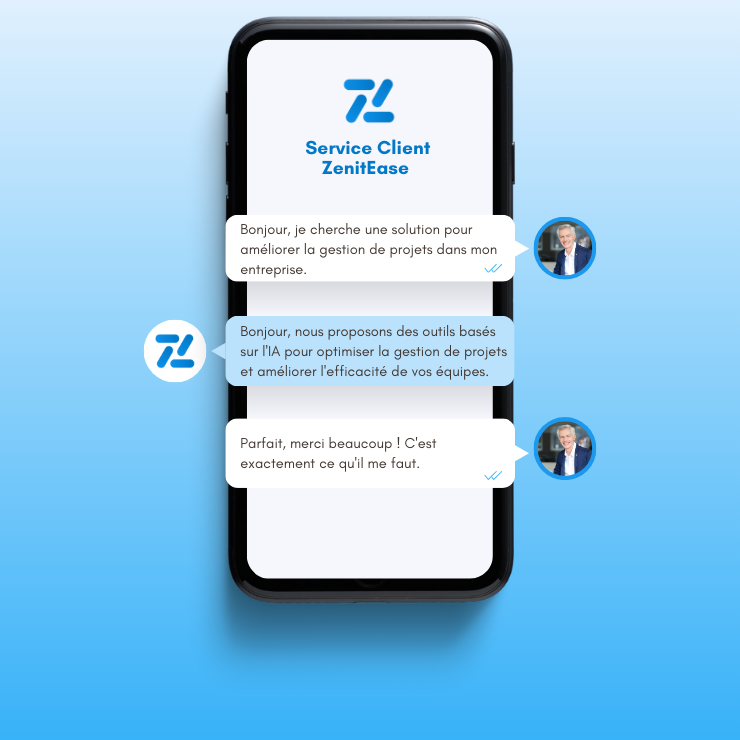 Service Client
ZenitEase
Bonjour, je cherche une solution pour
améliorer la gestion de projets dans mon
entreprise.
Bonjour, nous proposons des outils basés
sur l'IA pour optimiser la gestion de projets
et améliorer l'efficacité de vos équipes.
Parfait, merci beaucoup ! C'est
exactement ce qu'il me faut.